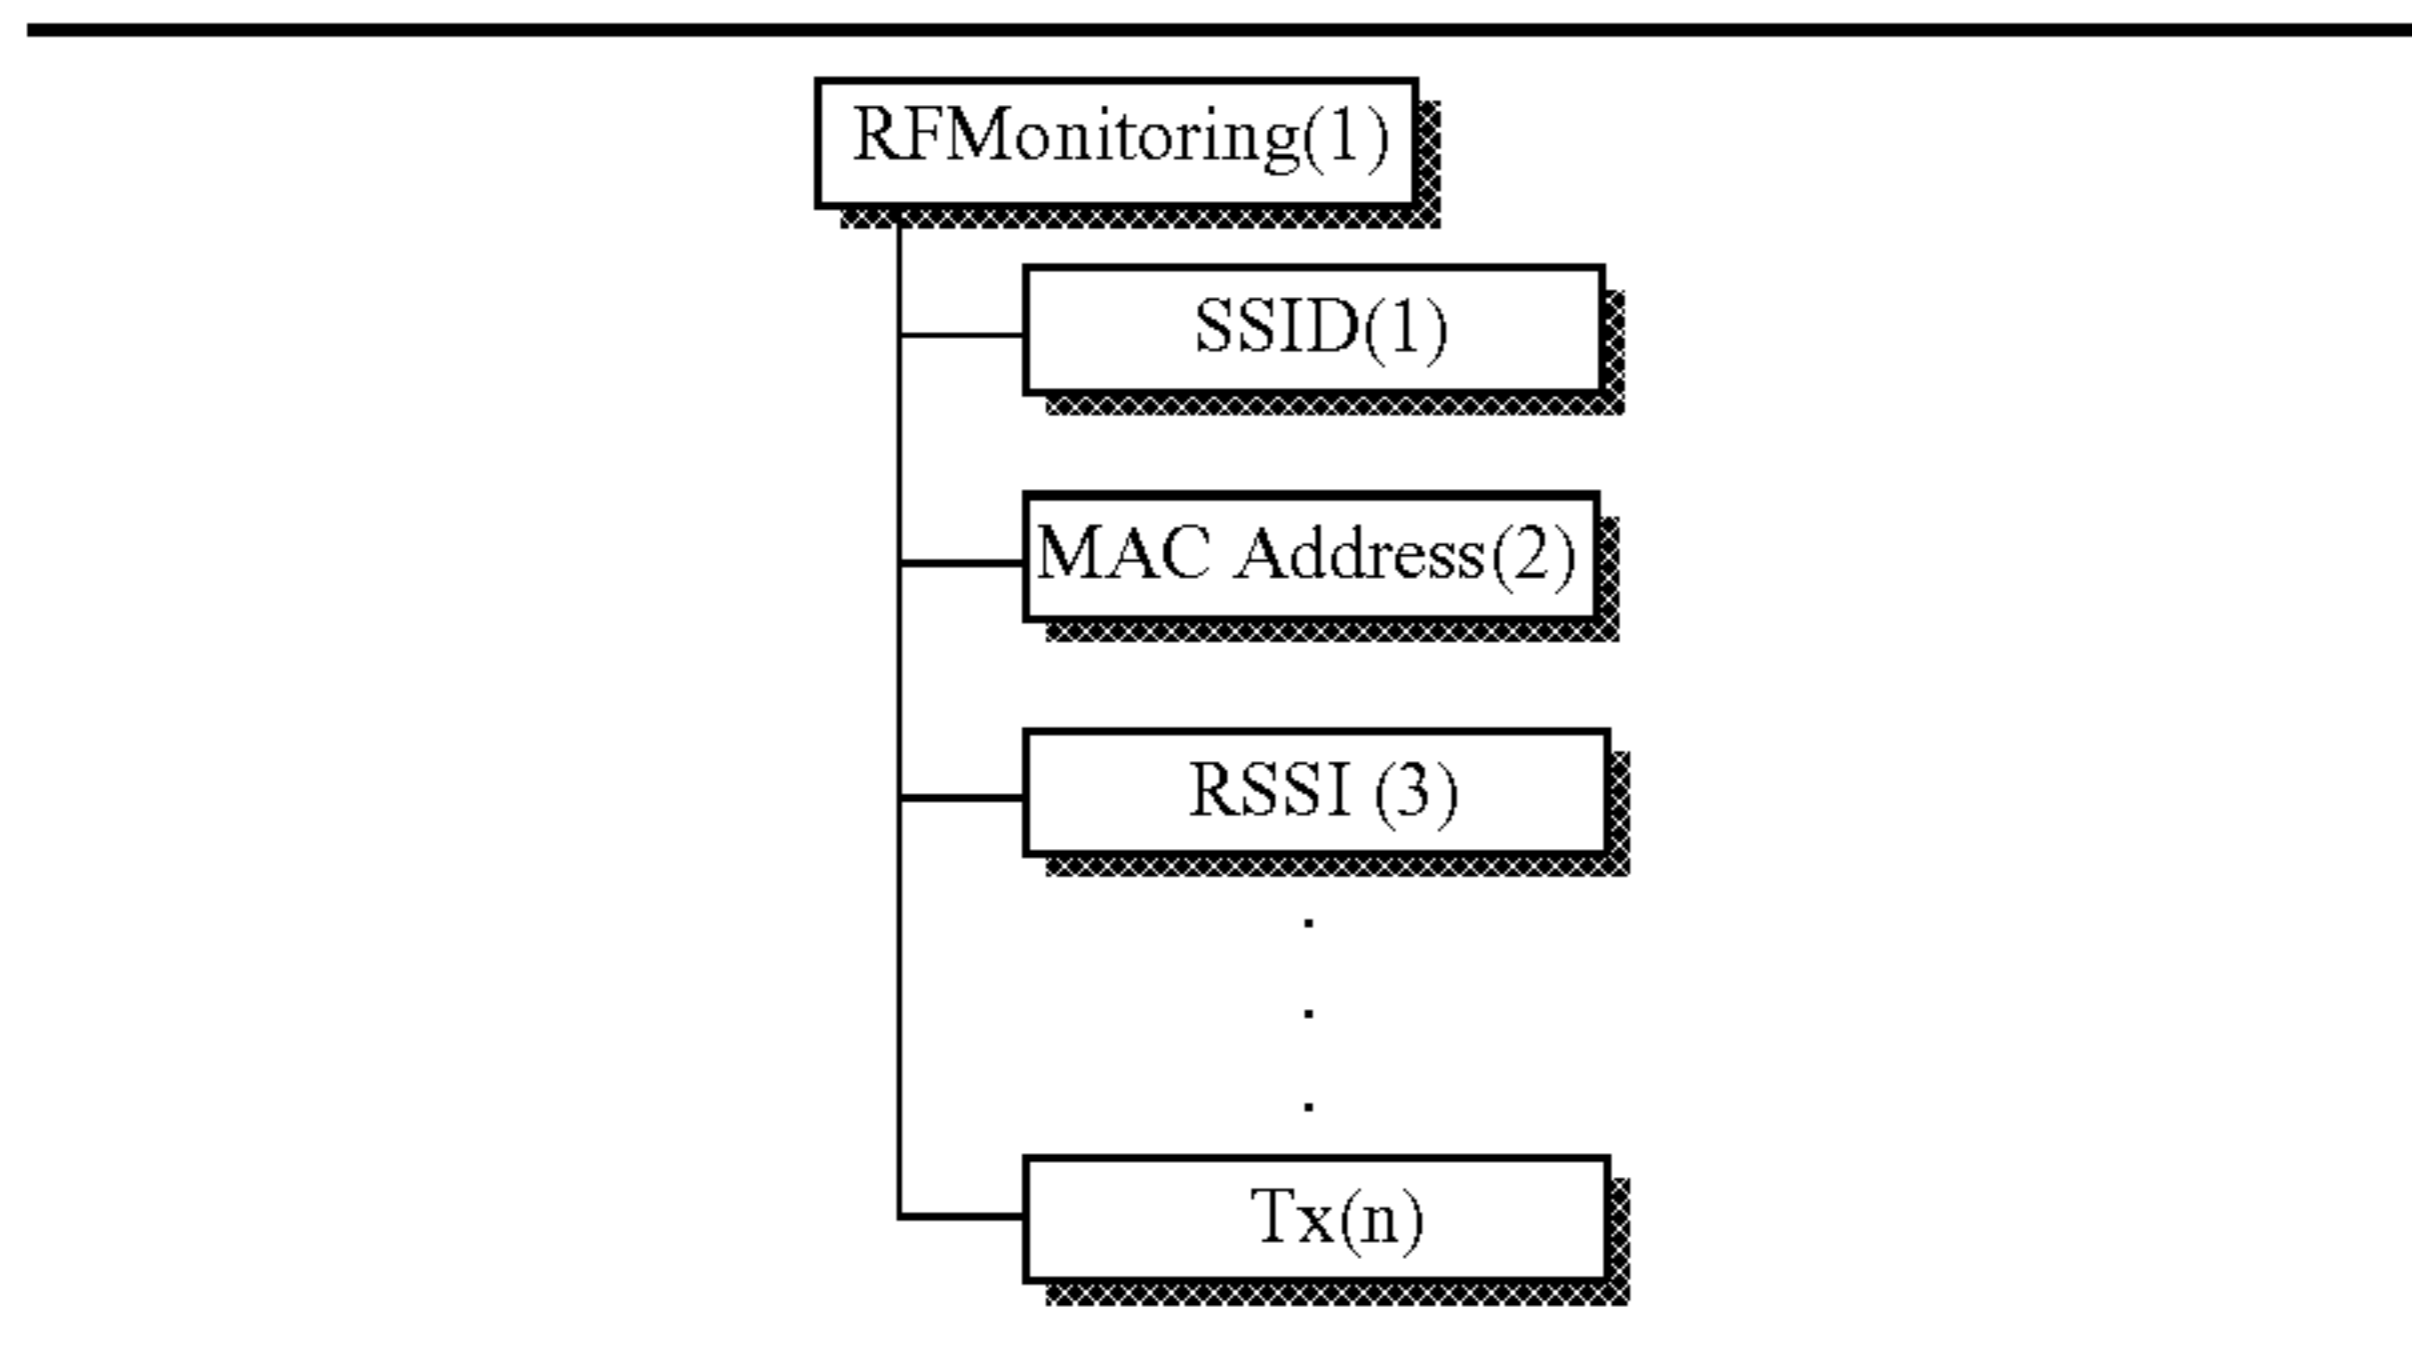 RFMonitoring(1)
SSID(1)
MAC Address(2)
RSSI (3)
.
.
.
Tx(n)